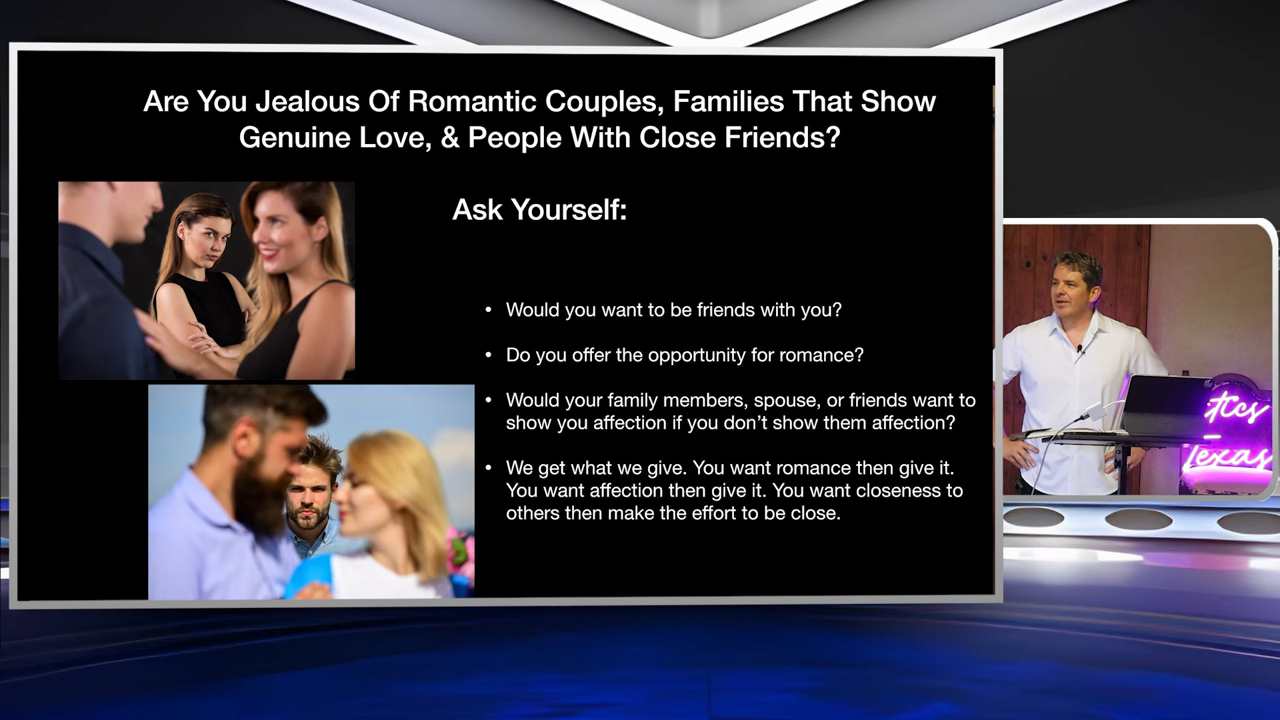 Are You Jealous Of Romantic Couples, Families That Show
Genuine Love, & People With Close Friends?
Ask Yourself:
• Would you want to be friends with you?
• Do you offer the opportunity for romance?
• Would your family members, spouse, or friends want to
show you affection if you don’t show them affection?
• We get what we give. You want romance then give it.
You want affection then give it. You want closeness to
others then make the effort to be close.
Texas